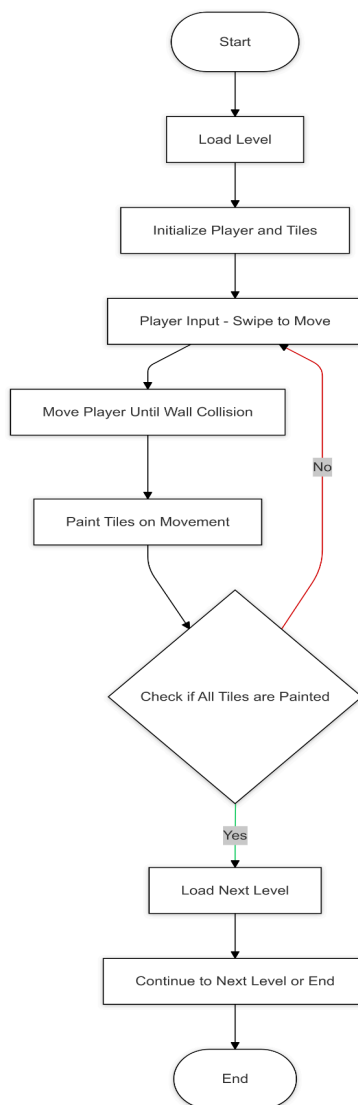 Start
Load Level
Initialize Player and Tiles
Player Input - Swipe to Move
Move Player Until Wall Collision
No
Paint Tiles on Movement
Check if All Tiles are Painted
Yes
Load Next Level
Continue to Next Level or End
End